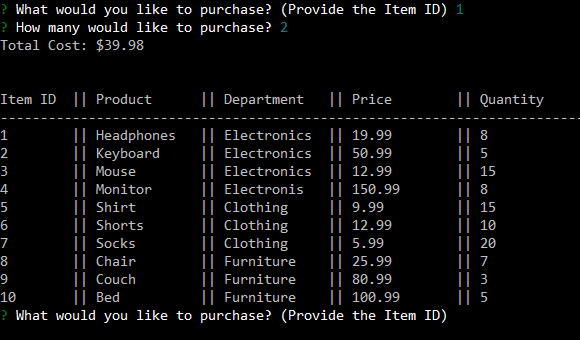 ? What would you like to purchase? (Provide the Item ID) 1
? How many would like to purchase? 2
Total Cost: $39.98
Item ID || Product || Department || Price || Quantity
--------------------------------------------------------------------------
1 || Headphones || Electronics || 19.99 || 8
2 || Keyboard || Electronics || 50.99 || 5
3 || Mouse || Electronics || 12.99 || 15
4 || Monitor || Electronis || 150.99 || 8
5 || Shirt || Clothing || 9.99 || 15
6 || Shorts || Clothing || 12.99 || 10
7 || Socks || Clothing || 5.99 || 20
8 || Chair || Furniture || 25.99 || 7
9 || Couch || Furniture || 80.99 || 3
10 || Bed || Furniture || 100.99 || 5
? What would you like to purchase? (Provide the Item ID)